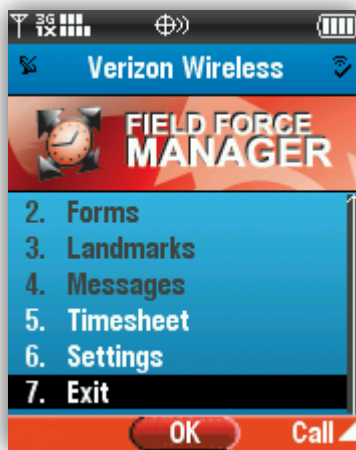 3G
1X
Verizon Wireless
FIELD FORCE
MANAGER
2. Forms
3. Landmarks
4. Messages
5. Timesheet
6. Settings
7. Exit
OK Call